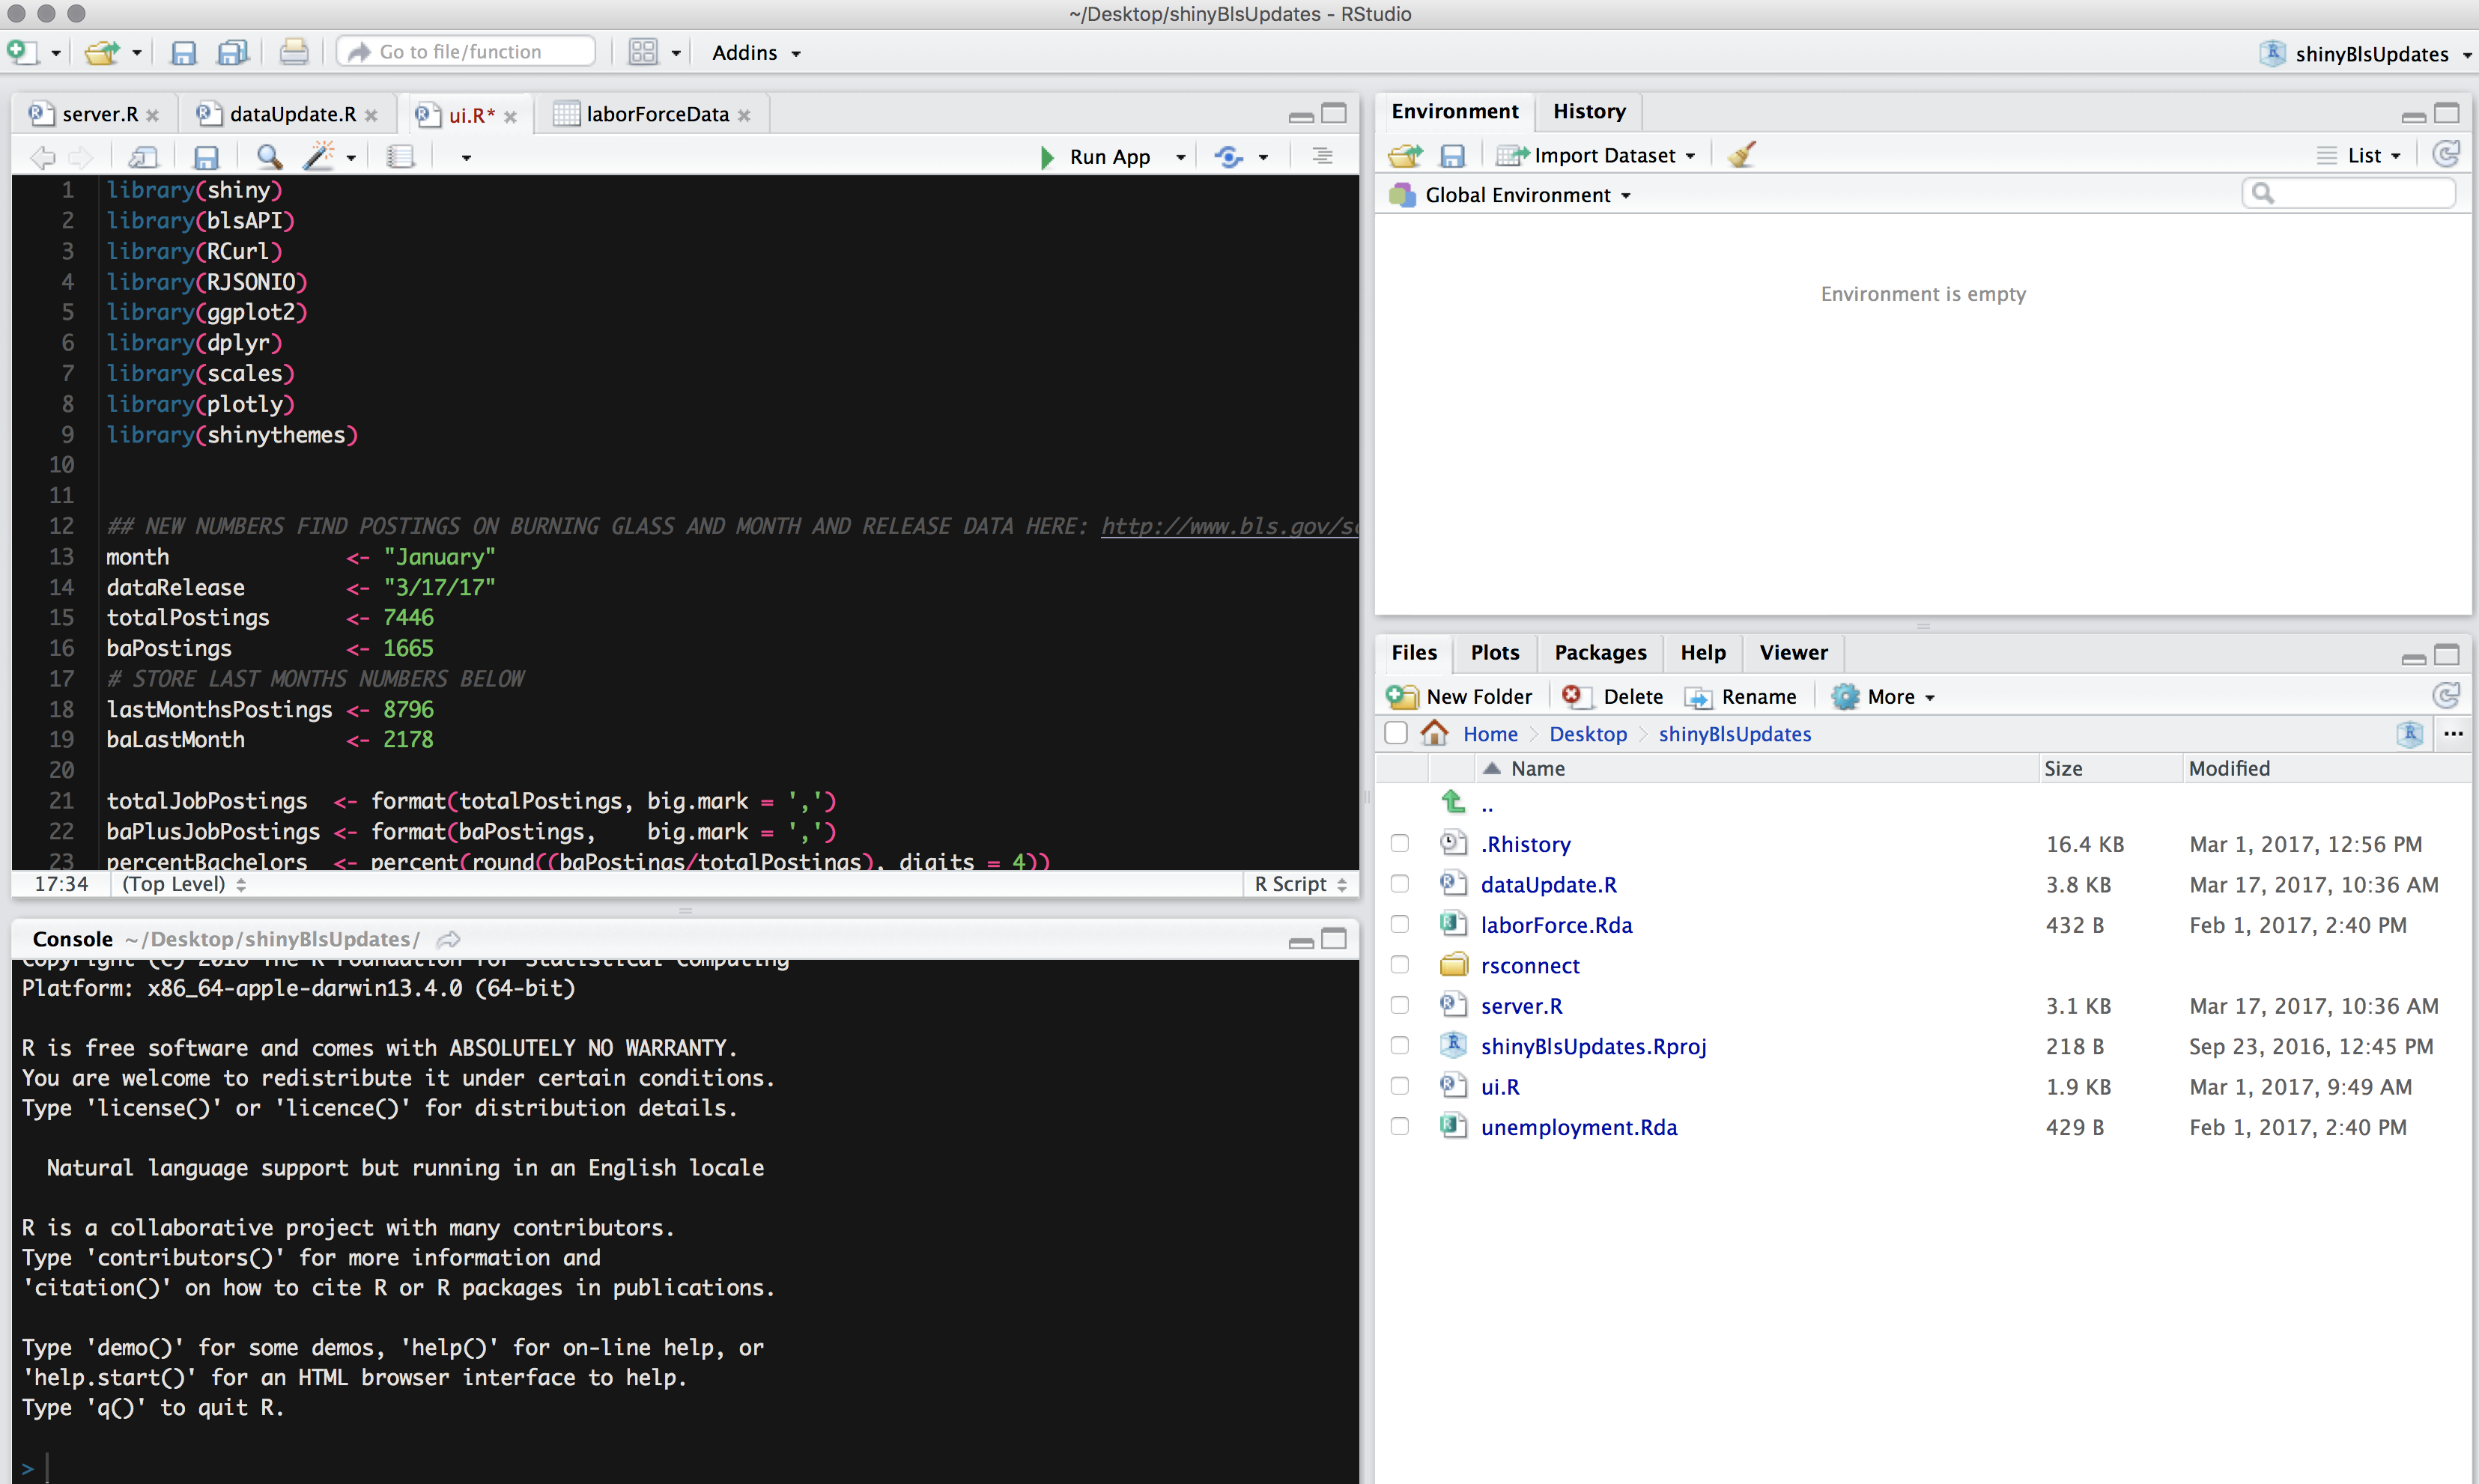 ~/Desktop/shinyBlsUpdates - RStudio
Go to file/function
Addins
shinyBlsUpdates
server.R
dataUpdate.R
ui.R*
laborForceData
Run App
1 library(shiny)
2 library(blsAPI)
3 library(RCurl)
4 library(RJSONIO)
5 library(ggplot2)
6 library(dplyr)
7 library(scales)
8 library(plotly)
9 library(shinythemes)
10
11
12 ## NEW NUMBERS FIND POSTINGS ON BURNING GLASS AND MONTH AND RELEASE DATA HERE: http://www.bls.gov/s
13 month <- "January"
14 dataRelease <- "3/17/17"
15 totalPostings <- 7446
16 baPostings <- 1665
17 # STORE LAST MONTHS NUMBERS BELOW
18 lastMonthsPostings <- 8796
19 baLastMonth <- 2178
20
21 totalJobPostings <- format(totalPostings, big.mark = ',')
22 baPlusJobPostings <- format(baPostings, big.mark = ',')
23 percentBachelors <- percent(round((baPostings/totalPostings), digits = 4))
17:34 (Top Level) R Script
Console ~/Desktop/shinyBlsUpdates/
Copyright (C) 2016 The R Foundation for Statistical Computing
Platform: x86_64-apple-darwin13.4.0 (64-bit)
R is free software and comes with ABSOLUTELY NO WARRANTY.
You are welcome to redistribute it under certain conditions.
Type 'license()' or 'licence()' for distribution details.
Natural language support but running in an English locale
R is a collaborative project with many contributors.
Type 'contributors()' for more information and
'citation()' on how to cite R or R packages in publications.
Type 'demo()' for some demos, 'help()' for on-line help, or
'help.start()' for an HTML browser interface to help.
Type 'q()' to quit R.
>
Environment History
Import Dataset List
Global Environment
Environment is empty
Files Plots Packages Help Viewer
New Folder Delete Rename More
Home Desktop shinyBlsUpdates ...
Name Size Modified
..
.Rhistory 16.4 KB Mar 1, 2017, 12:56 PM
dataUpdate.R 3.8 KB Mar 17, 2017, 10:36 AM
laborForce.Rda 432 B Feb 1, 2017, 2:40 PM
rsconnect
server.R 3.1 KB Mar 17, 2017, 10:36 AM
shinyBlsUpdates.Rproj 218 B Sep 23, 2016, 12:45 PM
ui.R 1.9 KB Mar 1, 2017, 9:49 AM
unemployment.Rda 429 B Feb 1, 2017, 2:40 PM